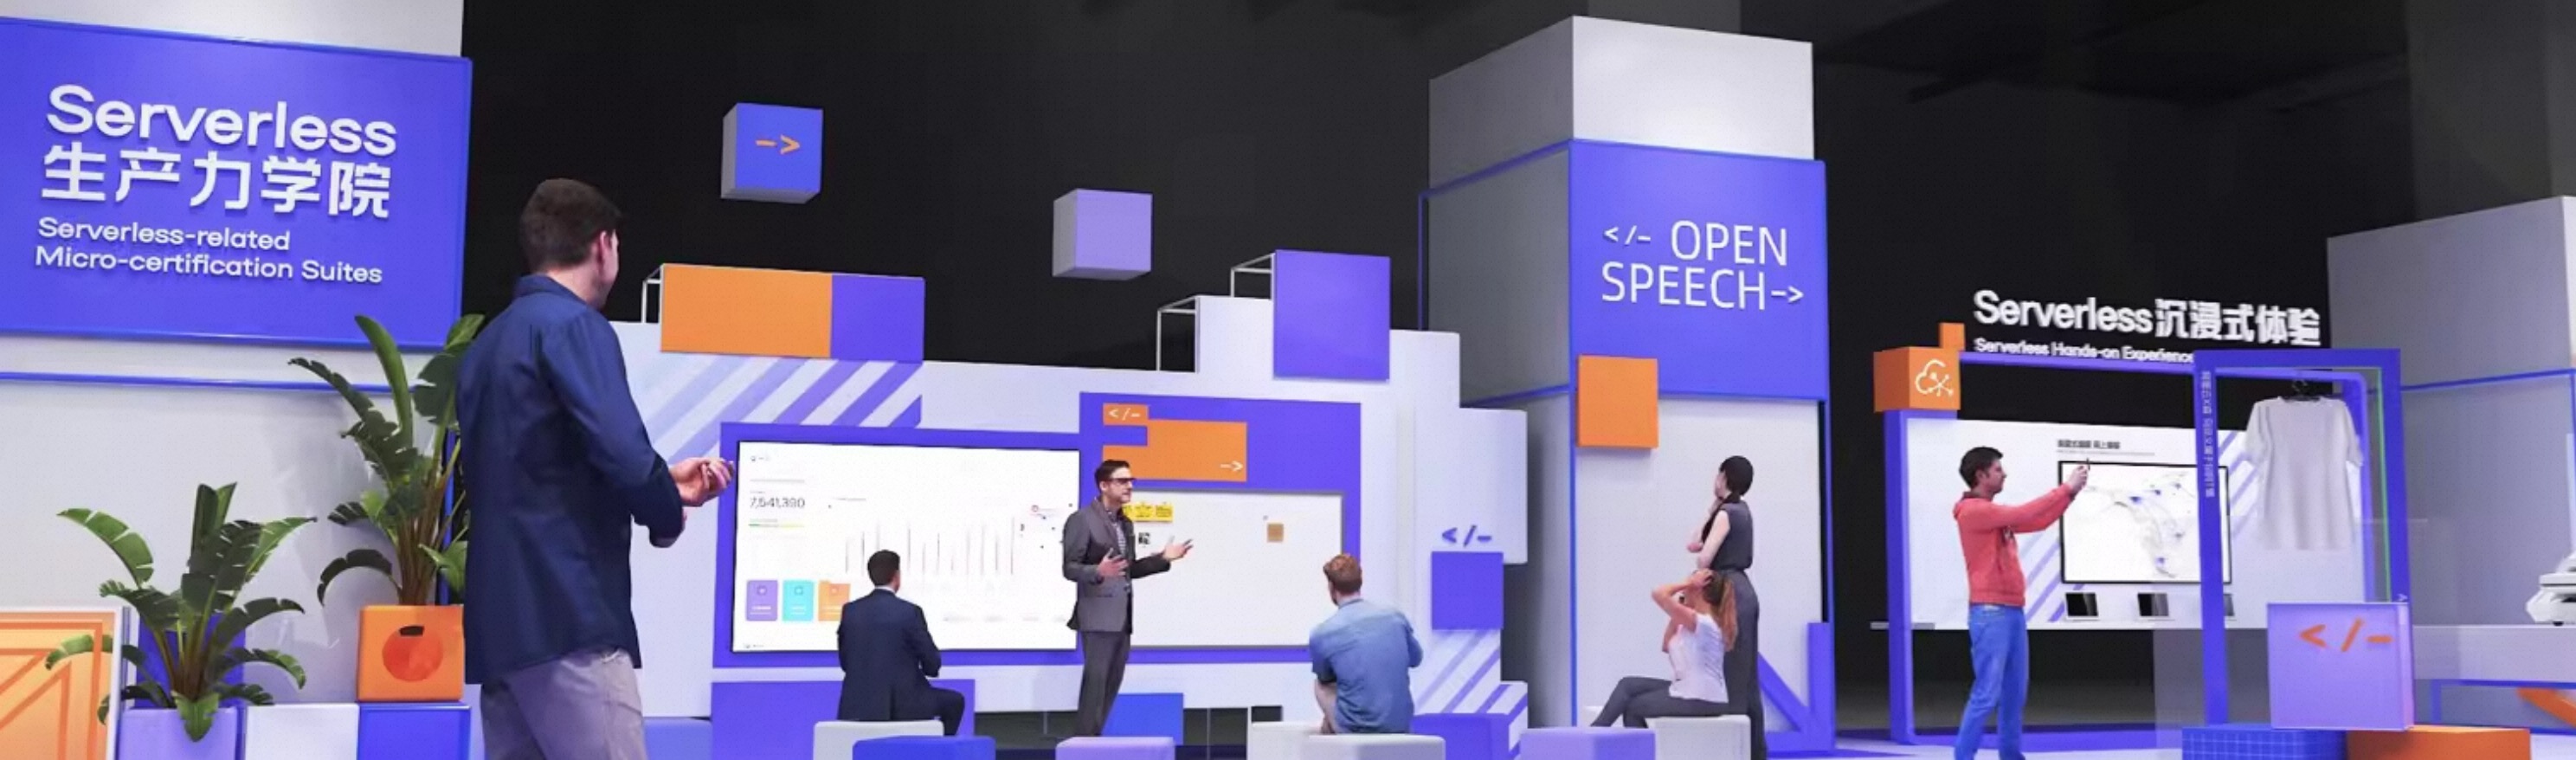 Serverless
生产力学院
Serverless-related
Micro-certification Suites
-->
</- OPEN
SPEECH-->
Serverless沉浸式体验
Serverless Hands-on Experience
</-
-->
7,541,390
</-
</-